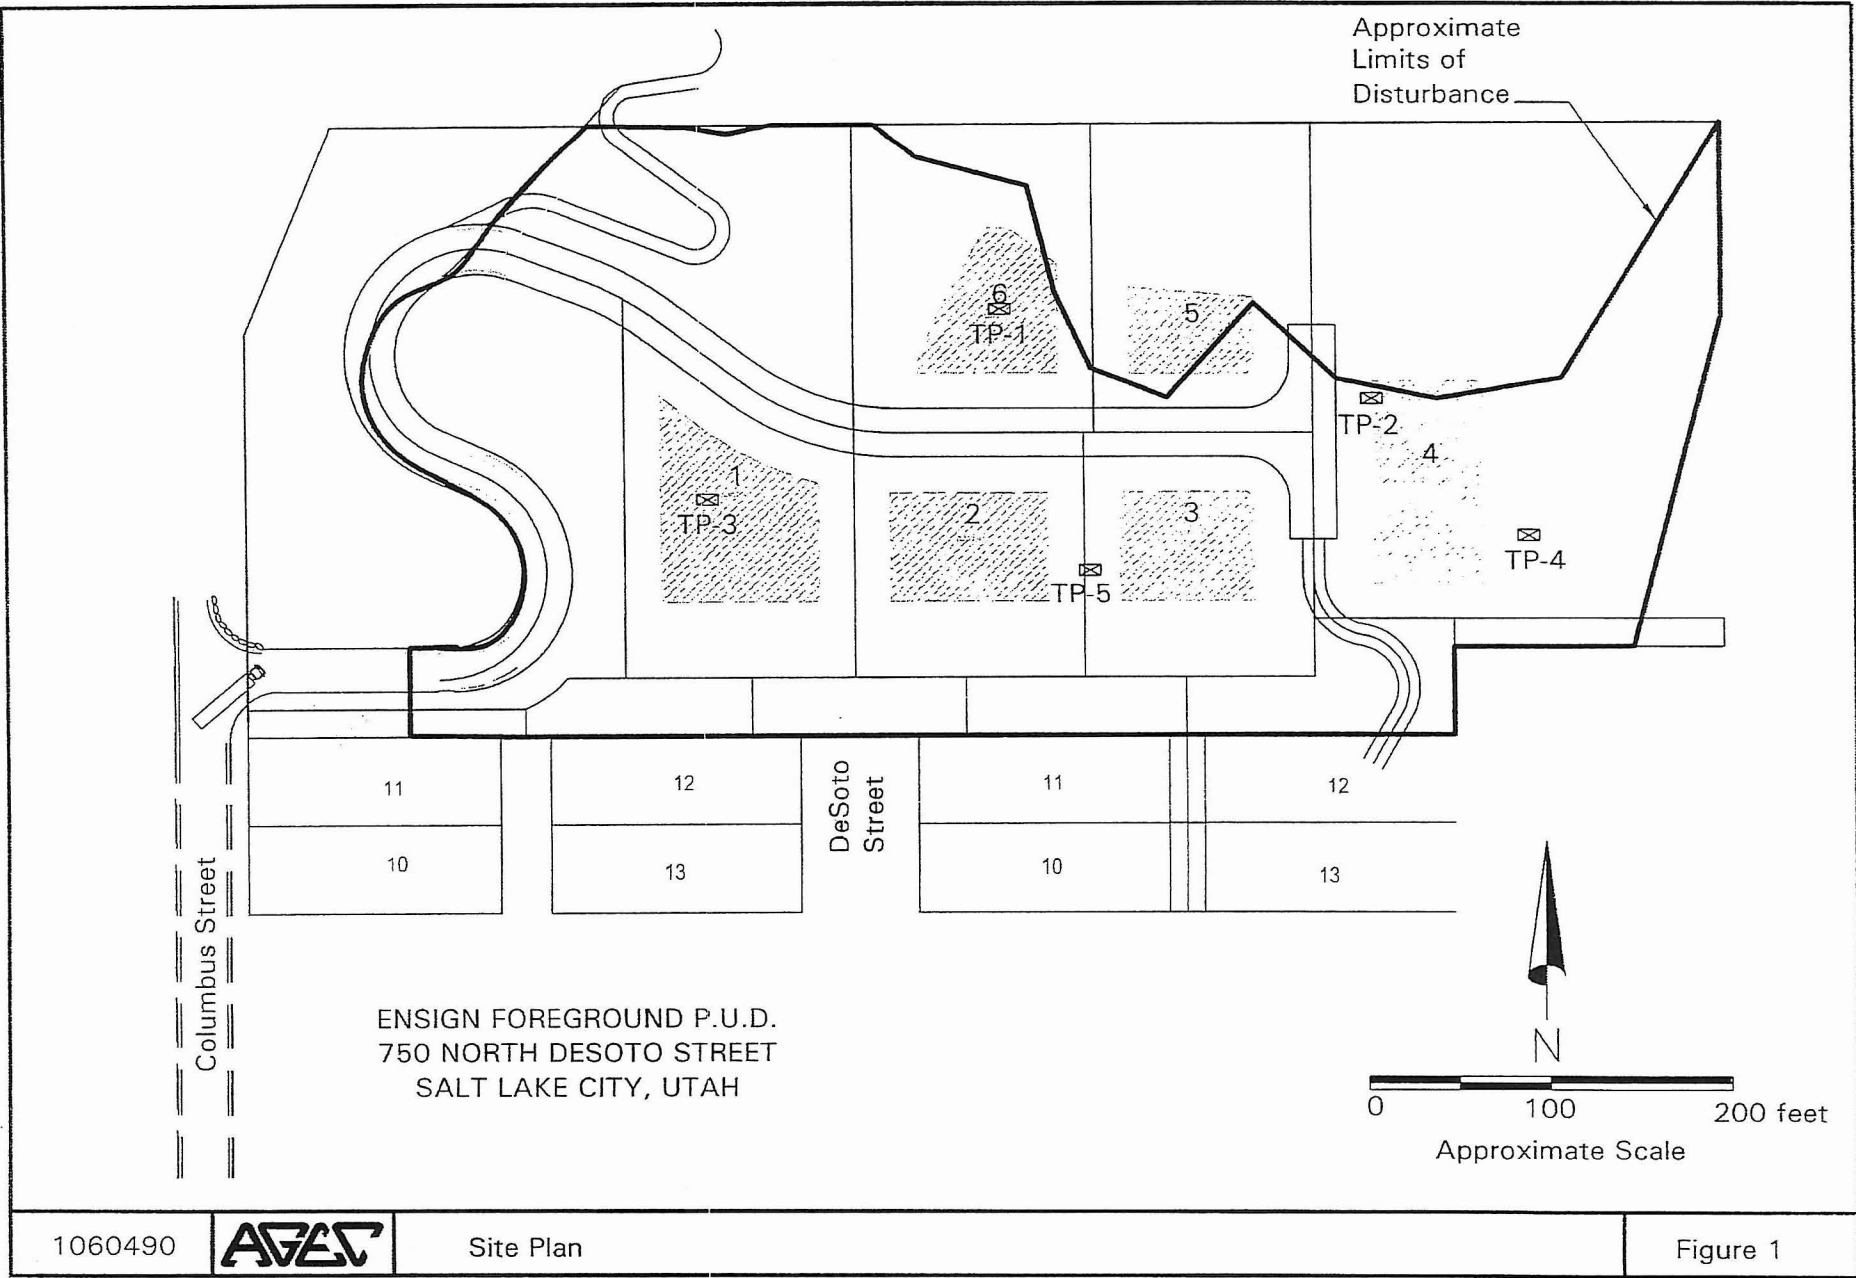 Approximate
Limits of
Disturbance
6
TP-1
5
TP-2
4
1
TP-3
2
3
TP-4
TP-5
11
12
DeSoto
Street
11
12
10
13
10
13
Columbus Street
ENSIGN FOREGROUND P.U.D.
750 NORTH DESOTO STREET
SALT LAKE CITY, UTAH
N
0 100 200 feet
Approximate Scale
1060490
AGEC
Site Plan
Figure 1